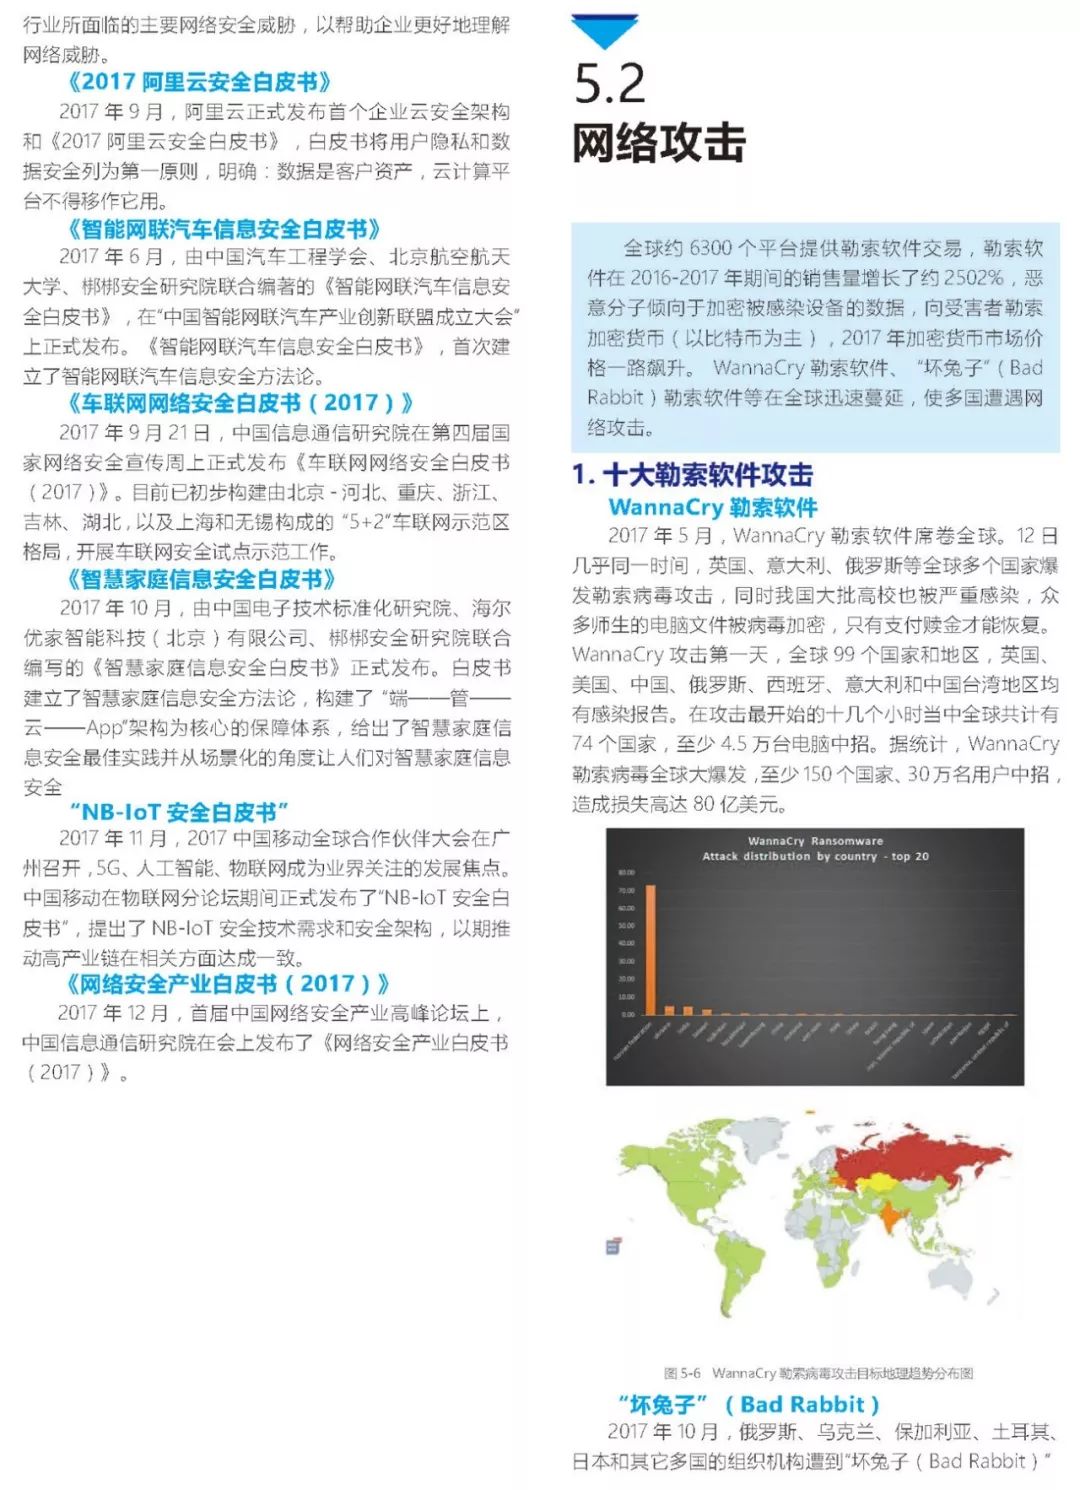 行业所面临的主要网络安全威胁，以帮助企业更好地理解
网络威胁。
《2017 阿里云安全白皮书》
2017 年 9 月，阿里云正式发布首个企业云安全架构
和《2017 阿里云安全白皮书》，白皮书将用户隐私和数
据安全列为第一原则，明确：数据是客户资产，云计算平
台不得移作它用。
《智能网联汽车信息安全白皮书》
2017 年 6 月，由中国汽车工程学会、北京航空航天
大学、梆梆安全研究院联合编著的《智能网联汽车信息安
全白皮书》，在“中国智能网联汽车产业创新联盟成立大会”
上正式发布。《智能网联汽车信息安全白皮书》，首次建
立了智能网联汽车信息安全方法论。
《车联网网络安全白皮书（2017）》
2017 年 9 月 21 日，中国信息通信研究院在第四届国
家网络安全宣传周上正式发布《车联网网络安全白皮书
（2017）》。目前已初步构建由北京 - 河北、重庆、浙江、
吉林、湖北，以及上海和无锡构成的 “5+2”车联网示范区
格局，开展车联网安全试点示范工作。
《智慧家庭信息安全白皮书》
2017 年 10 月，由中国电子技术标准化研究院、海尔
优家智能科技（北京）有限公司、梆梆安全研究院联合
编写的《智慧家庭信息安全白皮书》正式发布。白皮书
建立了智慧家庭信息安全方法论，构建了 “端——管——
云——App”架构为核心的保障体系，给出了智慧家庭信
息安全最佳实践并从场景化的角度让人们对智慧家庭信息
安全
“NB-IoT 安全白皮书”
2017 年 11 月，2017 中国移动全球合作伙伴大会在广
州召开，5G、人工智能、物联网成为业界关注的发展焦点。
中国移动在物联网分论坛期间正式发布了“NB-IoT 安全白
皮书”，提出了 NB-IoT 安全技术需求和安全架构，以期推
动高产业链在相关方面达成一致。
《网络安全产业白皮书（2017）》
2017 年 12 月，首届中国网络安全产业高峰论坛上，
中国信息通信研究院在会上发布了《网络安全产业白皮书
（2017）》。
5.2
网络攻击
全球约 6300 个平台提供勒索软件交易，勒索软
件在 2016-2017 年期间的销售量增长了约 2502%，恶
意分子倾向于加密被感染设备的数据，向受害者勒索
加密货币（以比特币为主），2017 年加密货币市场价
格一路飙升。 WannaCry 勒索软件、 “坏兔子”（Bad
Rabbit）勒索软件等在全球迅速蔓延，使多国遭遇网
络攻击。
1. 十大勒索软件攻击
WannaCry 勒索软件
2017 年 5 月，WannaCry 勒索软件席卷全球。12 日
几乎同一时间，英国、意大利、俄罗斯等全球多个国家爆
发勒索病毒攻击，同时我国大批高校也被严重感染，众
多师生的电脑文件被病毒加密，只有支付赎金才能恢复。
WannaCry 攻击第一天，全球 99 个国家和地区，英国、
美国、中国、俄罗斯、西班牙、意大利和中国台湾地区均
有感染报告。在攻击最开始的十几个小时当中全球共计有
74 个国家，至少 4.5 万台电脑中招。据统计，WannaCry
勒索病毒全球大爆发，至少 150 个国家、30 万名用户中招，
造成损失高达 80 亿美元。
WannaCry Ransomware
Attack distribution by country - top 20
80.00
70.00
60.00
50.00
40.00
30.00
20.00
10.00
0.00
russian federation
ukraine
india
taiwan
图 5-6 WannaCry 勒索病毒攻击目标地理趋势分布图
“坏兔子”（Bad Rabbit）
2017 年 10 月，俄罗斯、乌克兰、保加利亚、土耳其、
日本和其它多国的组织机构遭到“坏兔子（Bad Rabbit）”